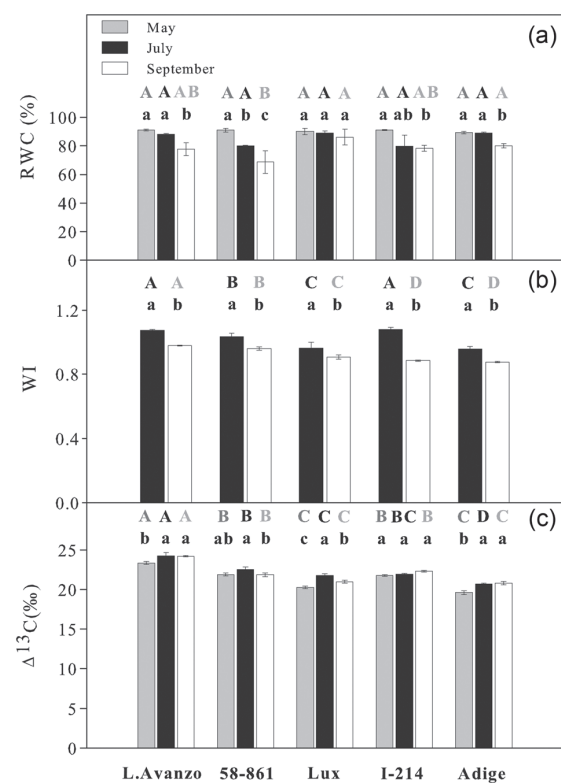 May
July
September
(a)
A A AB A A B A A A A A AB A A A
a a b a b c a a a a ab b a a b
100
80
60
40
20
0
RWC (%)
(b)
A A B B C C A D C D
a b a b a b a b a b
1.2
0.8
0.4
0.0
WI
(c)
A A A B B B C C C B BC B C D C
b a a ab a b c a b a a a b a a
25
20
15
10
5
0
Δ13C(‰)
L.Avanzo 58-861 Lux I-214 Adige